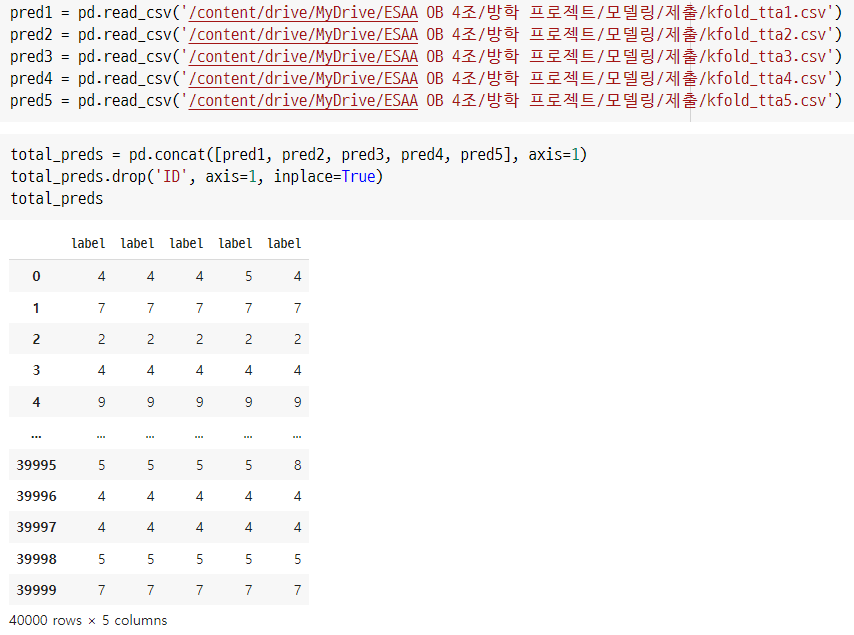 pred1 = pd.read_csv('/content/drive/MyDrive/ESAA OB 4조/방학 프로젝트/모델링/제출/kfold_tta1.csv')
pred2 = pd.read_csv('/content/drive/MyDrive/ESAA OB 4조/방학 프로젝트/모델링/제출/kfold_tta2.csv')
pred3 = pd.read_csv('/content/drive/MyDrive/ESAA OB 4조/방학 프로젝트/모델링/제출/kfold_tta3.csv')
pred4 = pd.read_csv('/content/drive/MyDrive/ESAA OB 4조/방학 프로젝트/모델링/제출/kfold_tta4.csv')
pred5 = pd.read_csv('/content/drive/MyDrive/ESAA OB 4조/방학 프로젝트/모델링/제출/kfold_tta5.csv')
total_preds = pd.concat([pred1, pred2, pred3, pred4, pred5], axis=1)
total_preds.drop('ID', axis=1, inplace=True)
total_preds
label label label label label
0 4 4 4 5 4
1 7 7 7 7 7
2 2 2 2 2 2
3 4 4 4 4 4
4 9 9 9 9 9
... ... ... ... ... ...
39995 5 5 5 5 8
39996 4 4 4 4 4
39997 4 4 4 4 4
39998 5 5 5 5 5
39999 7 7 7 7 7
40000 rows × 5 columns